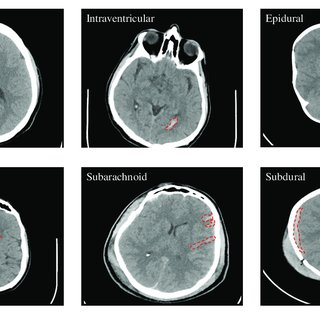 Intraventricular
Epidural
Subarachnoid
Subdural